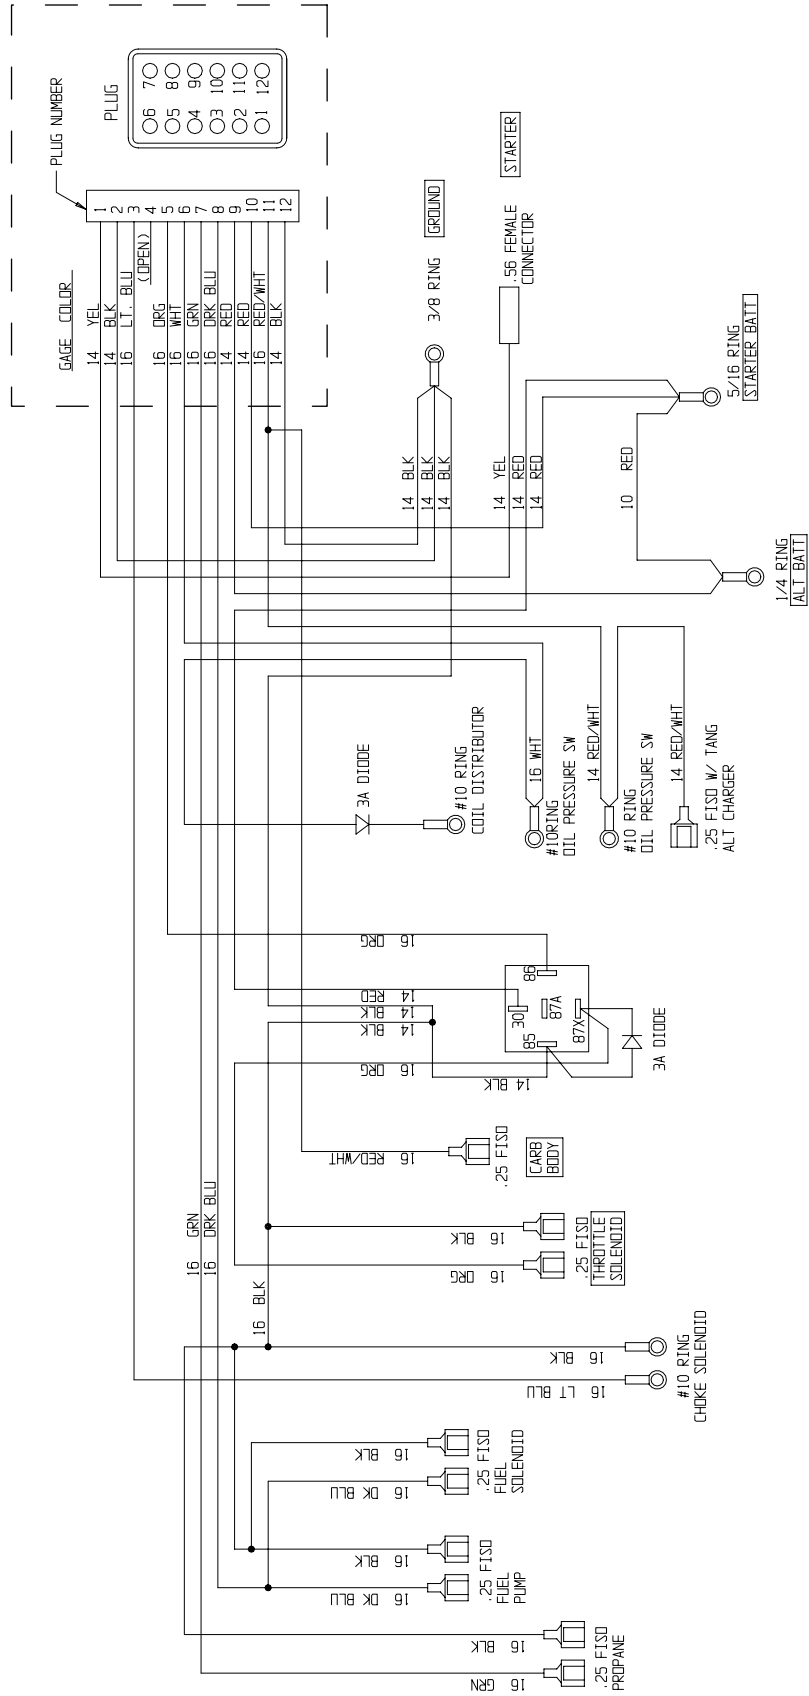 PLUG NUMBER
PLUG
6 7
5 8
4 9
3 10
2 11
1 12
GAGE COLOR
14 YEL 1
14 BLK 2
16 LT. BLU 3
(OPEN) 4
16 ORG 5
16 WHT 6
16 GRN 7
16 DRK BLU 8
14 RED 9
14 RED 10
16 RED/WHT 11
14 BLK 12
3/8 RING
GROUND
14 BLK
14 BLK
14 BLK
.56 FEMALE
CONNECTOR
STARTER
14 YEL
14 RED
14 RED
5/16 RING
STARTER BATT
10 RED
1/4 RING
ALT BATT
3A DIODE
#10 RING
COIL DISTRIBUTOR
16 WHT
#10RING
OIL PRESSURE SW
14 RED/WHT
#10 RING
OIL PRESSURE SW
14 RED/WHT
.25 FISO W/ TANG
ALT CHARGER
16 ORG
14 RED
14 BLK
14 BLK
16 ORG
14 BLK
86
30
87A
85
87X
3A DIODE
16 RED/WHT
.25 FISO
CARB
BODY
16 GRN
16 DRK BLU
16 BLK
16 ORG
.25 FISO
THROTTLE
SOLENOID
16 BLK
16 BLK
16 LT BLU
#10 RING
CHOKE SOLENOID
16 BLK
16 DK BLU
.25 FISO
FUEL
SOLENOID
16 BLK
16 DK BLU
.25 FISO
FUEL
PUMP
16 BLK
16 GRN
.25 FISO
PROPANE